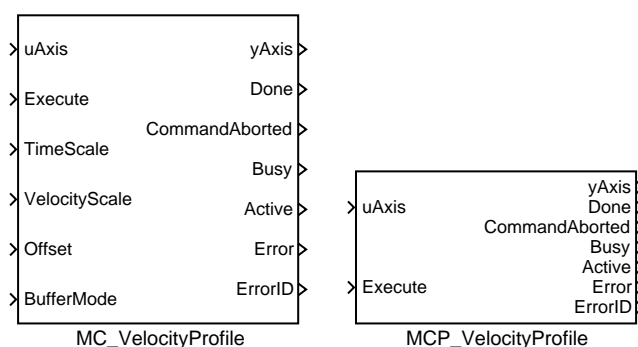 uAxis
Execute
TimeScale
VelocityScale
Offset
BufferMode
yAxis
Done
CommandAborted
Busy
Active
Error
ErrorID
MC_VelocityProfile
uAxis
Execute
yAxis
Done
CommandAborted
Busy
Active
Error
ErrorID
MCP_VelocityProfile